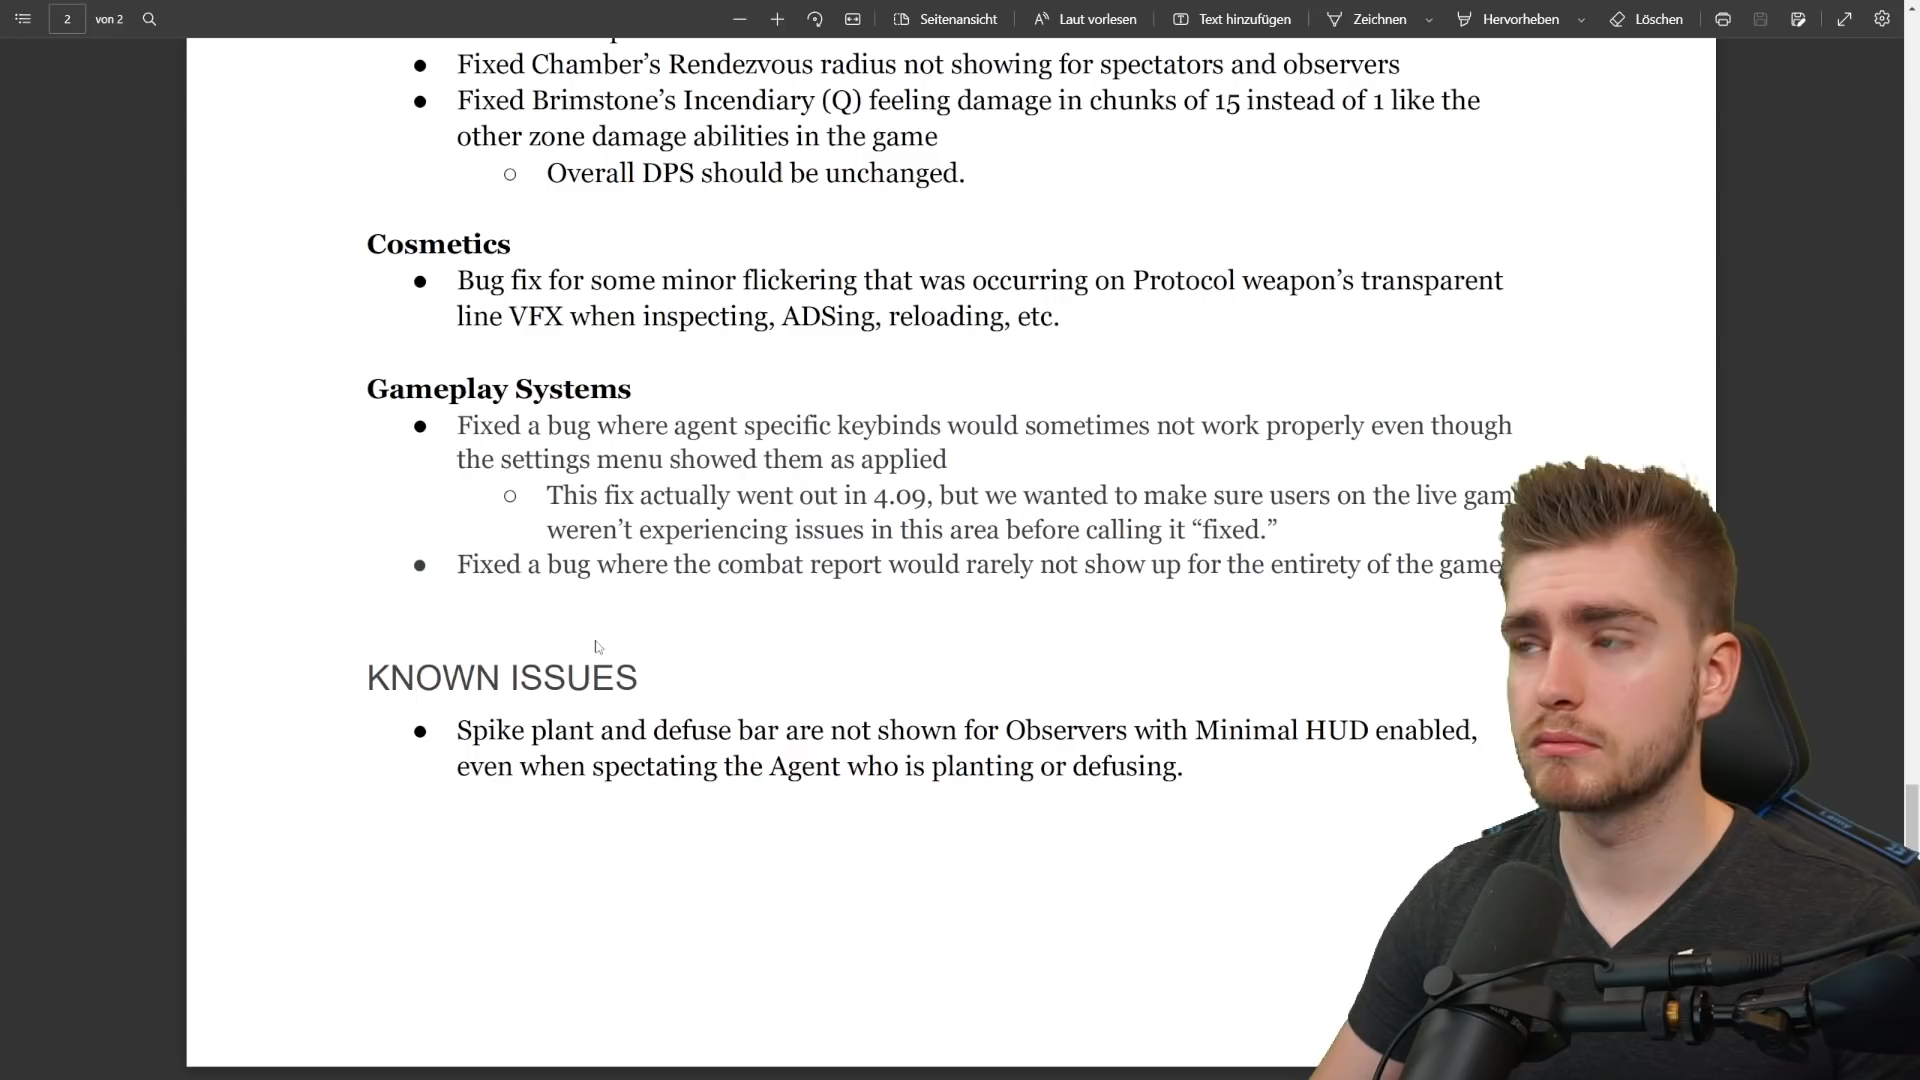 2 von 2 Seitenansicht Laut vorlesen Text hinzufügen Zeichnen Hervorheben Löschen
Fixed Chamber’s Rendezvous radius not showing for spectators and observers
Fixed Brimstone’s Incendiary (Q) feeling damage in chunks of 15 instead of 1 like the
other zone damage abilities in the game
Overall DPS should be unchanged.
Cosmetics
Bug fix for some minor flickering that was occurring on Protocol weapon’s transparent
line VFX when inspecting, ADSing, reloading, etc.
Gameplay Systems
Fixed a bug where agent specific keybinds would sometimes not work properly even though
the settings menu showed them as applied
This fix actually went out in 4.09, but we wanted to make sure users on the live gam
weren’t experiencing issues in this area before calling it “fixed.”
Fixed a bug where the combat report would rarely not show up for the entirety of the game
KNOWN ISSUES
Spike plant and defuse bar are not shown for Observers with Minimal HUD enabled,
even when spectating the Agent who is planting or defusing.